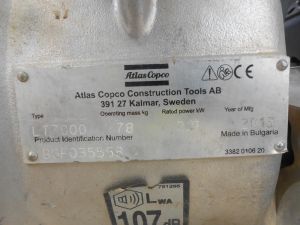 Atlas Copco
Atlas Copco Construction Tools AB
391 27 Kalmar, Sweden
Type
Operating mass kg
Rated power kW
Year of Mfg
Product Identification Number
Made in Bulgaria
3382 0106 20
LWA
107 dB